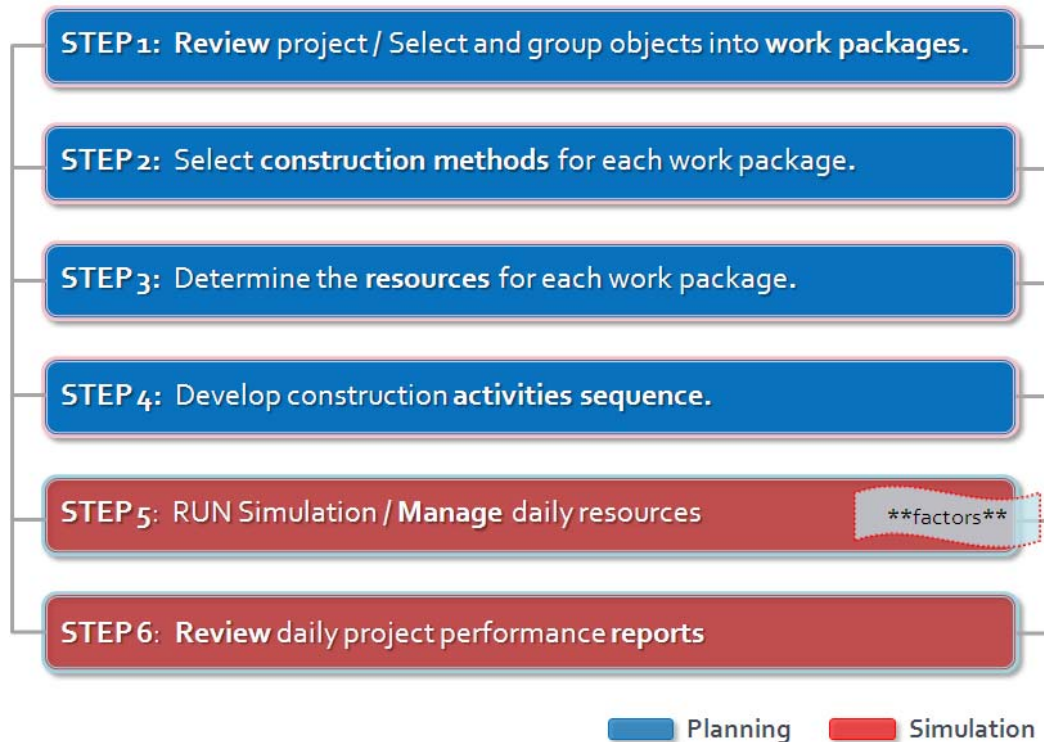 STEP 1: Review project / Select and group objects into work packages.
STEP 2: Select construction methods for each work package.
STEP 3: Determine the resources for each work package.
STEP 4: Develop construction activities sequence.
STEP 5: RUN Simulation / Manage daily resources
**factors**
STEP 6: Review daily project performance reports
Planning Simulation